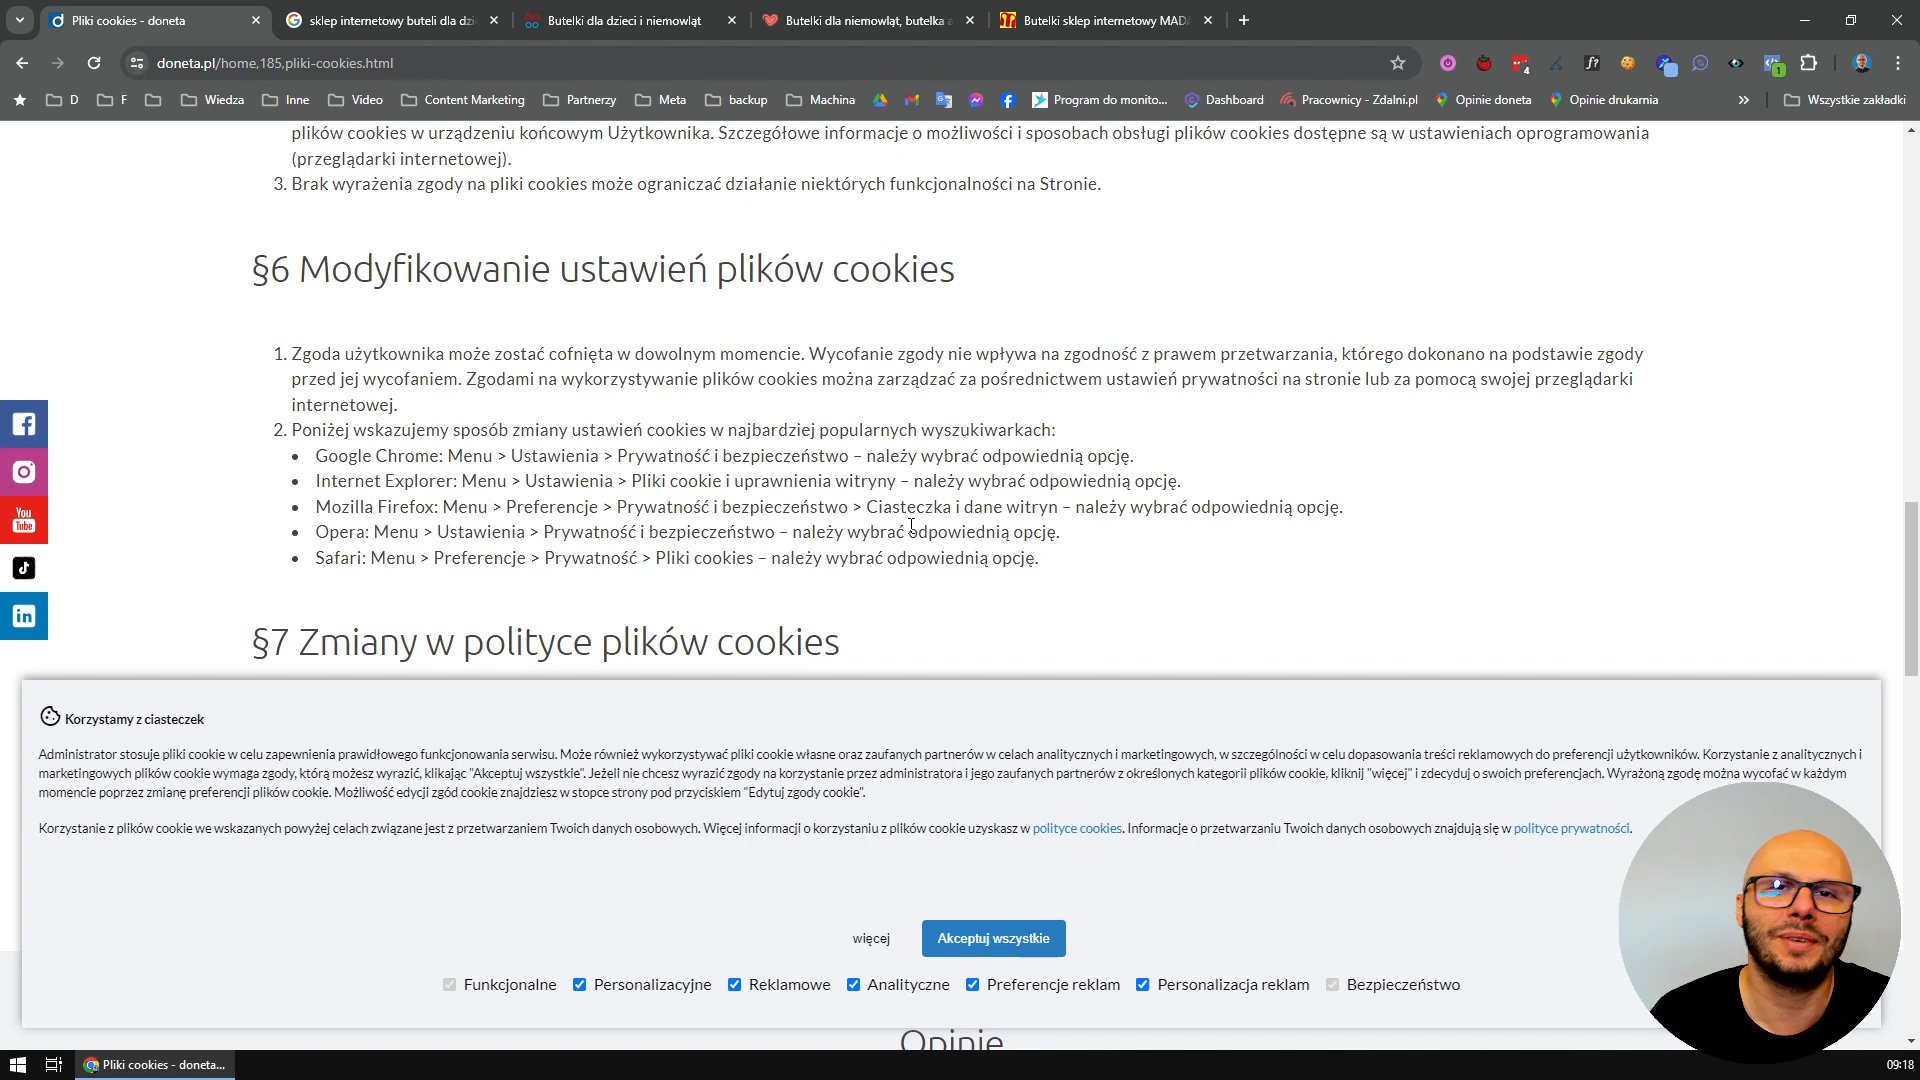 Pliki cookies - doneta
sklep internetowy buteli dla dzi
Butelki dla dzieci i niemowląt
Butelki dla niemowląt, butelka a
Butelki sklep internetowy MADA
doneta.pl/home,185,pliki-cookies.html
4
f?
1
D
F
Wiedza
Inne
Video
Content Marketing
Partnerzy
Meta
backup
Machina
Program do monito...
Dashboard
Pracownicy - Zdalni.pl
Opinie doneta
Opinie drukarnia
»
Wszystkie zakładki
plików cookies w urządzeniu końcowym Użytkownika. Szczegółowe informacje o możliwości i sposobach obsługi plików cookies dostępne są w ustawieniach oprogramowania
(przeglądarki internetowej).
3. Brak wyrażenia zgody na pliki cookies może ograniczać działanie niektórych funkcjonalności na Stronie.
§6 Modyfikowanie ustawień plików cookies
1. Zgoda użytkownika może zostać cofnięta w dowolnym momencie. Wycofanie zgody nie wpływa na zgodność z prawem przetwarzania, którego dokonano na podstawie zgody
przed jej wycofaniem. Zgodami na wykorzystywanie plików cookies można zarządzać za pośrednictwem ustawień prywatności na stronie lub za pomocą swojej przeglądarki
internetowej.
2. Poniżej wskazujemy sposób zmiany ustawień cookies w najbardziej popularnych wyszukiwarkach:
• Google Chrome: Menu > Ustawienia > Prywatność i bezpieczeństwo – należy wybrać odpowiednią opcję.
• Internet Explorer: Menu > Ustawienia > Pliki cookie i uprawnienia witryny – należy wybrać odpowiednią opcję.
• Mozilla Firefox: Menu > Preferencje > Prywatność i bezpieczeństwo > Ciasteczka i dane witryn – należy wybrać odpowiednią opcję.
• Opera: Menu > Ustawienia > Prywatność i bezpieczeństwo – należy wybrać odpowiednią opcję.
• Safari: Menu > Preferencje > Prywatność > Pliki cookies – należy wybrać odpowiednią opcję.
You
Tube
in
§7 Zmiany w polityce plików cookies
Korzystamy z ciasteczek
Administrator stosuje pliki cookie w celu zapewnienia prawidłowego funkcjonowania serwisu. Może również wykorzystywać pliki cookie własne oraz zaufanych partnerów w celach analitycznych i marketingowych, w szczególności w celu dopasowania treści reklamowych do preferencji użytkowników. Korzystanie z analitycznych i
marketingowych plików cookie wymaga zgody, którą możesz wyrazić, klikając "Akceptuj wszystkie". Jeżeli nie chcesz wyrazić zgody na korzystanie przez administratora i jego zaufanych partnerów z określonych kategorii plików cookie, kliknij "więcej" i zdecyduj o swoich preferencjach. Wyrażoną zgodę można wycofać w każdym
momencie poprzez zmianę preferencji plików cookie. Możliwość edycji zgód cookie znajdziesz w stopce strony pod przyciskiem "Edytuj zgody cookie".
Korzystanie z plików cookie we wskazanych powyżej celach związane jest z przetwarzaniem Twoich danych osobowych. Więcej informacji o korzystaniu z plików cookie uzyskasz w polityce cookies. Informacje o przetwarzaniu Twoich danych osobowych znajdują się w polityce prywatności.
więcej
Akceptuj wszystkie
Funkcjonalne
Personalizacyjne
Reklamowe
Analityczne
Preferencje reklam
Personalizacja reklam
Bezpieczeństwo
Opinie
Pliki cookies - doneta...
09:18